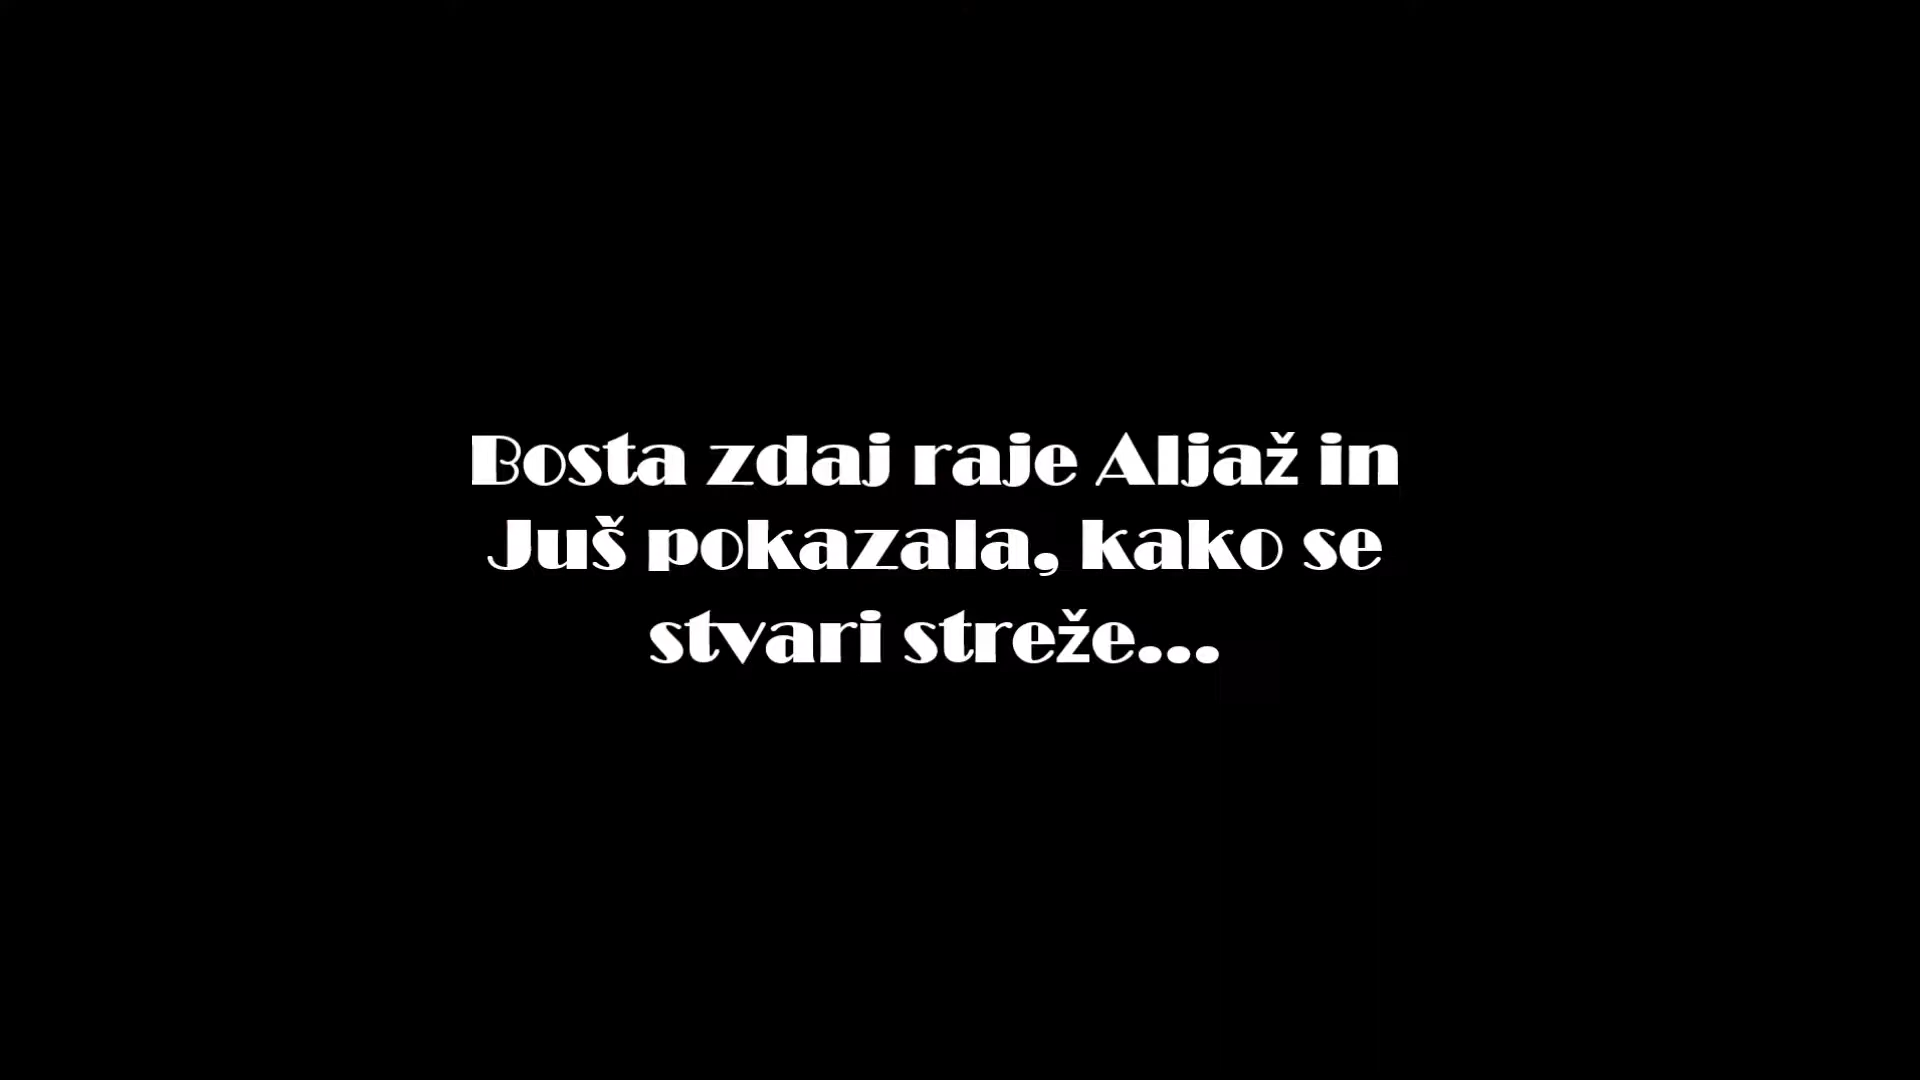 Bosta zdaj raje Aljaž in
Juš pokazala, kako se
stvari streže...